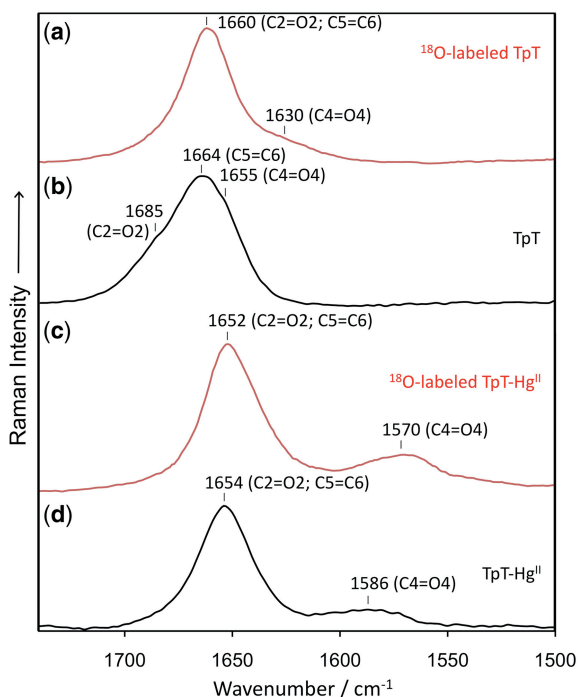 (a)
1660 (C2=O2; C5=C6)
¹⁸O-labeled TpT
1630 (C4=O4)
(b)
1664 (C5=C6)
1655 (C4=O4)
1685
(C2=O2)
TpT
(c)
1652 (C2=O2; C5=C6)
¹⁸O-labeled TpT-Hgᴵᴵ
1570 (C4=O4)
(d)
1654 (C2=O2; C5=C6)
TpT-Hgᴵᴵ
1586 (C4=O4)
Raman Intensity ⟶
1700 1650 1600 1550 1500
Wavenumber / cm⁻¹